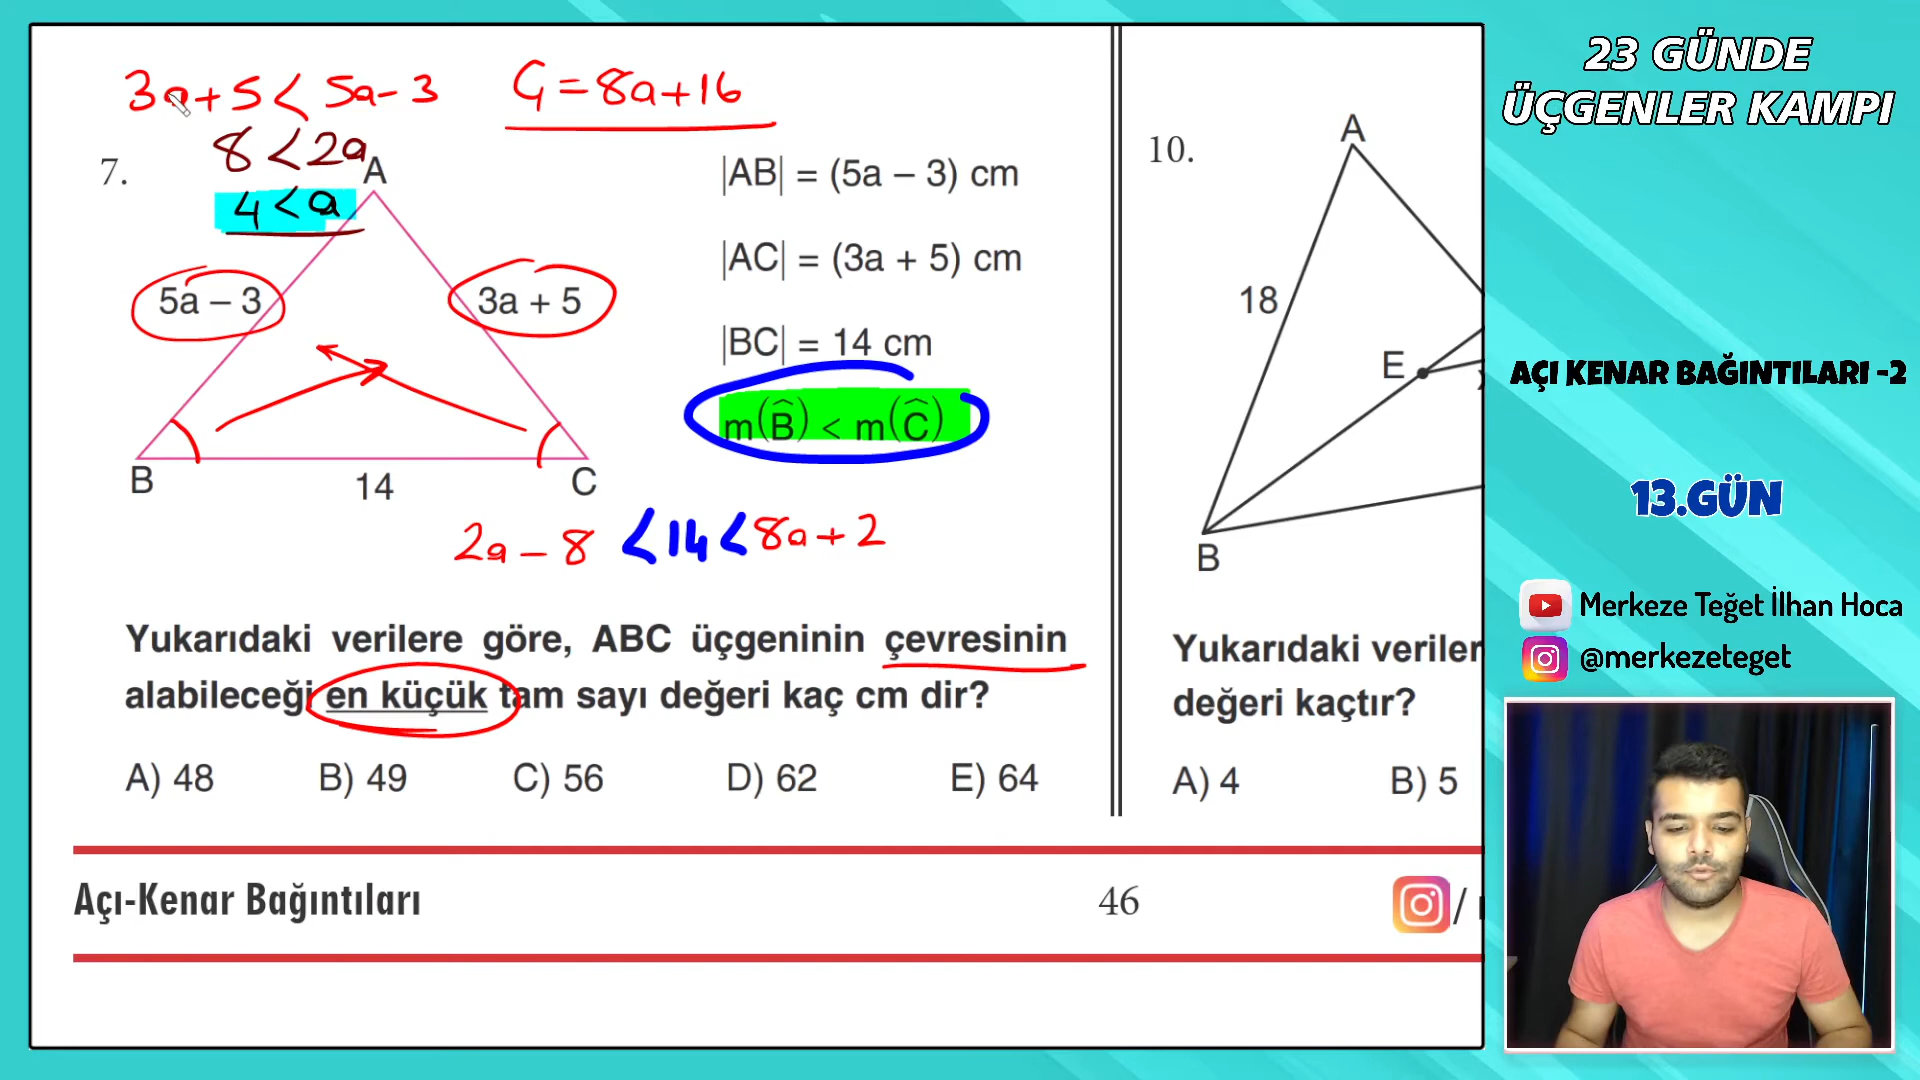 3a+5 < 5a-3
Ç = 8a+16
8 < 2a
4 < a
7.
A
5a – 3
3a + 5
B
14
C
|AB| = (5a – 3) cm
|AC| = (3a + 5) cm
|BC| = 14 cm
m(B̂) < m(Ĉ)
2a - 8 < 14 < 8a + 2
Yukarıdaki verilere göre, ABC üçgeninin çevresinin
alabileceği en küçük tam sayı değeri kaç cm dir?
A) 48 B) 49 C) 56 D) 62 E) 64
10.
A
18
E
B
Yukarıdaki veriler
değeri kaçtır?
A) 4 B) 5
Açı-Kenar Bağıntıları
46
/
23 GÜNDE
ÜÇGENLER KAMPI
AÇI KENAR BAĞINTILARI -2
13.GÜN
Merkeze Teğet İlhan Hoca
@merkezeteget